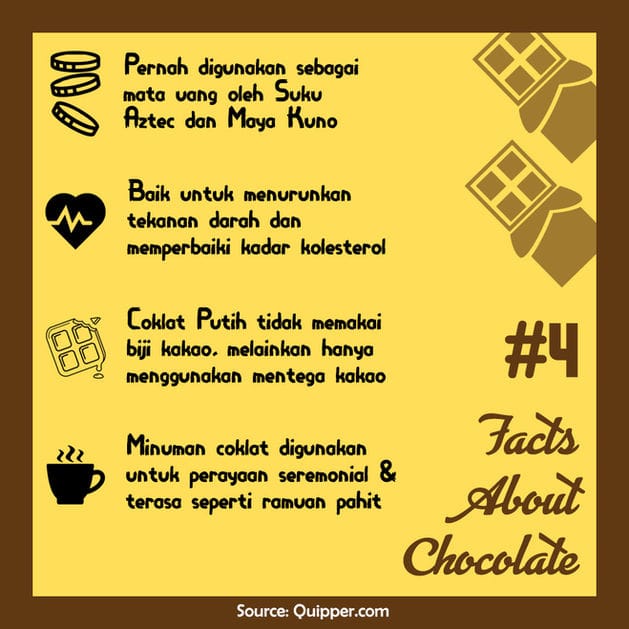 Pernah digunakan sebagai
mata uang oleh Suku
Aztec dan Maya Kuno
Baik untuk menurunkan
tekanan darah dan
memperbaiki kadar kolesterol
Coklat Putih tidak memakai
biji kakao, melainkan hanya
menggunakan mentega kakao
Minuman coklat digunakan
untuk perayaan seremonial &
terasa seperti ramuan pahit
#4
Facts
About
Chocolate
Source: Quipper.com